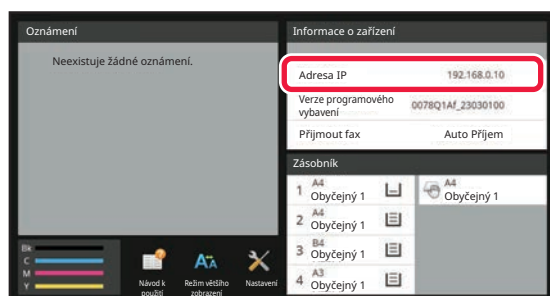 Oznámení
Neexistuje žádné oznámení.
Informace o zařízení
Adresa IP 192.168.0.10
Verze programového
vybavení 0078Q1Af_23030100
Přijmout fax Auto Příjem
Zásobník
1 A4
Obyčejný 1
A4
Obyčejný 1
2 A4
Obyčejný 1
3 B4
Obyčejný 1
4 A3
Obyčejný 1
Bk
C
M
Y
Návod k
použití
Režim většího
zobrazení
Nastavení